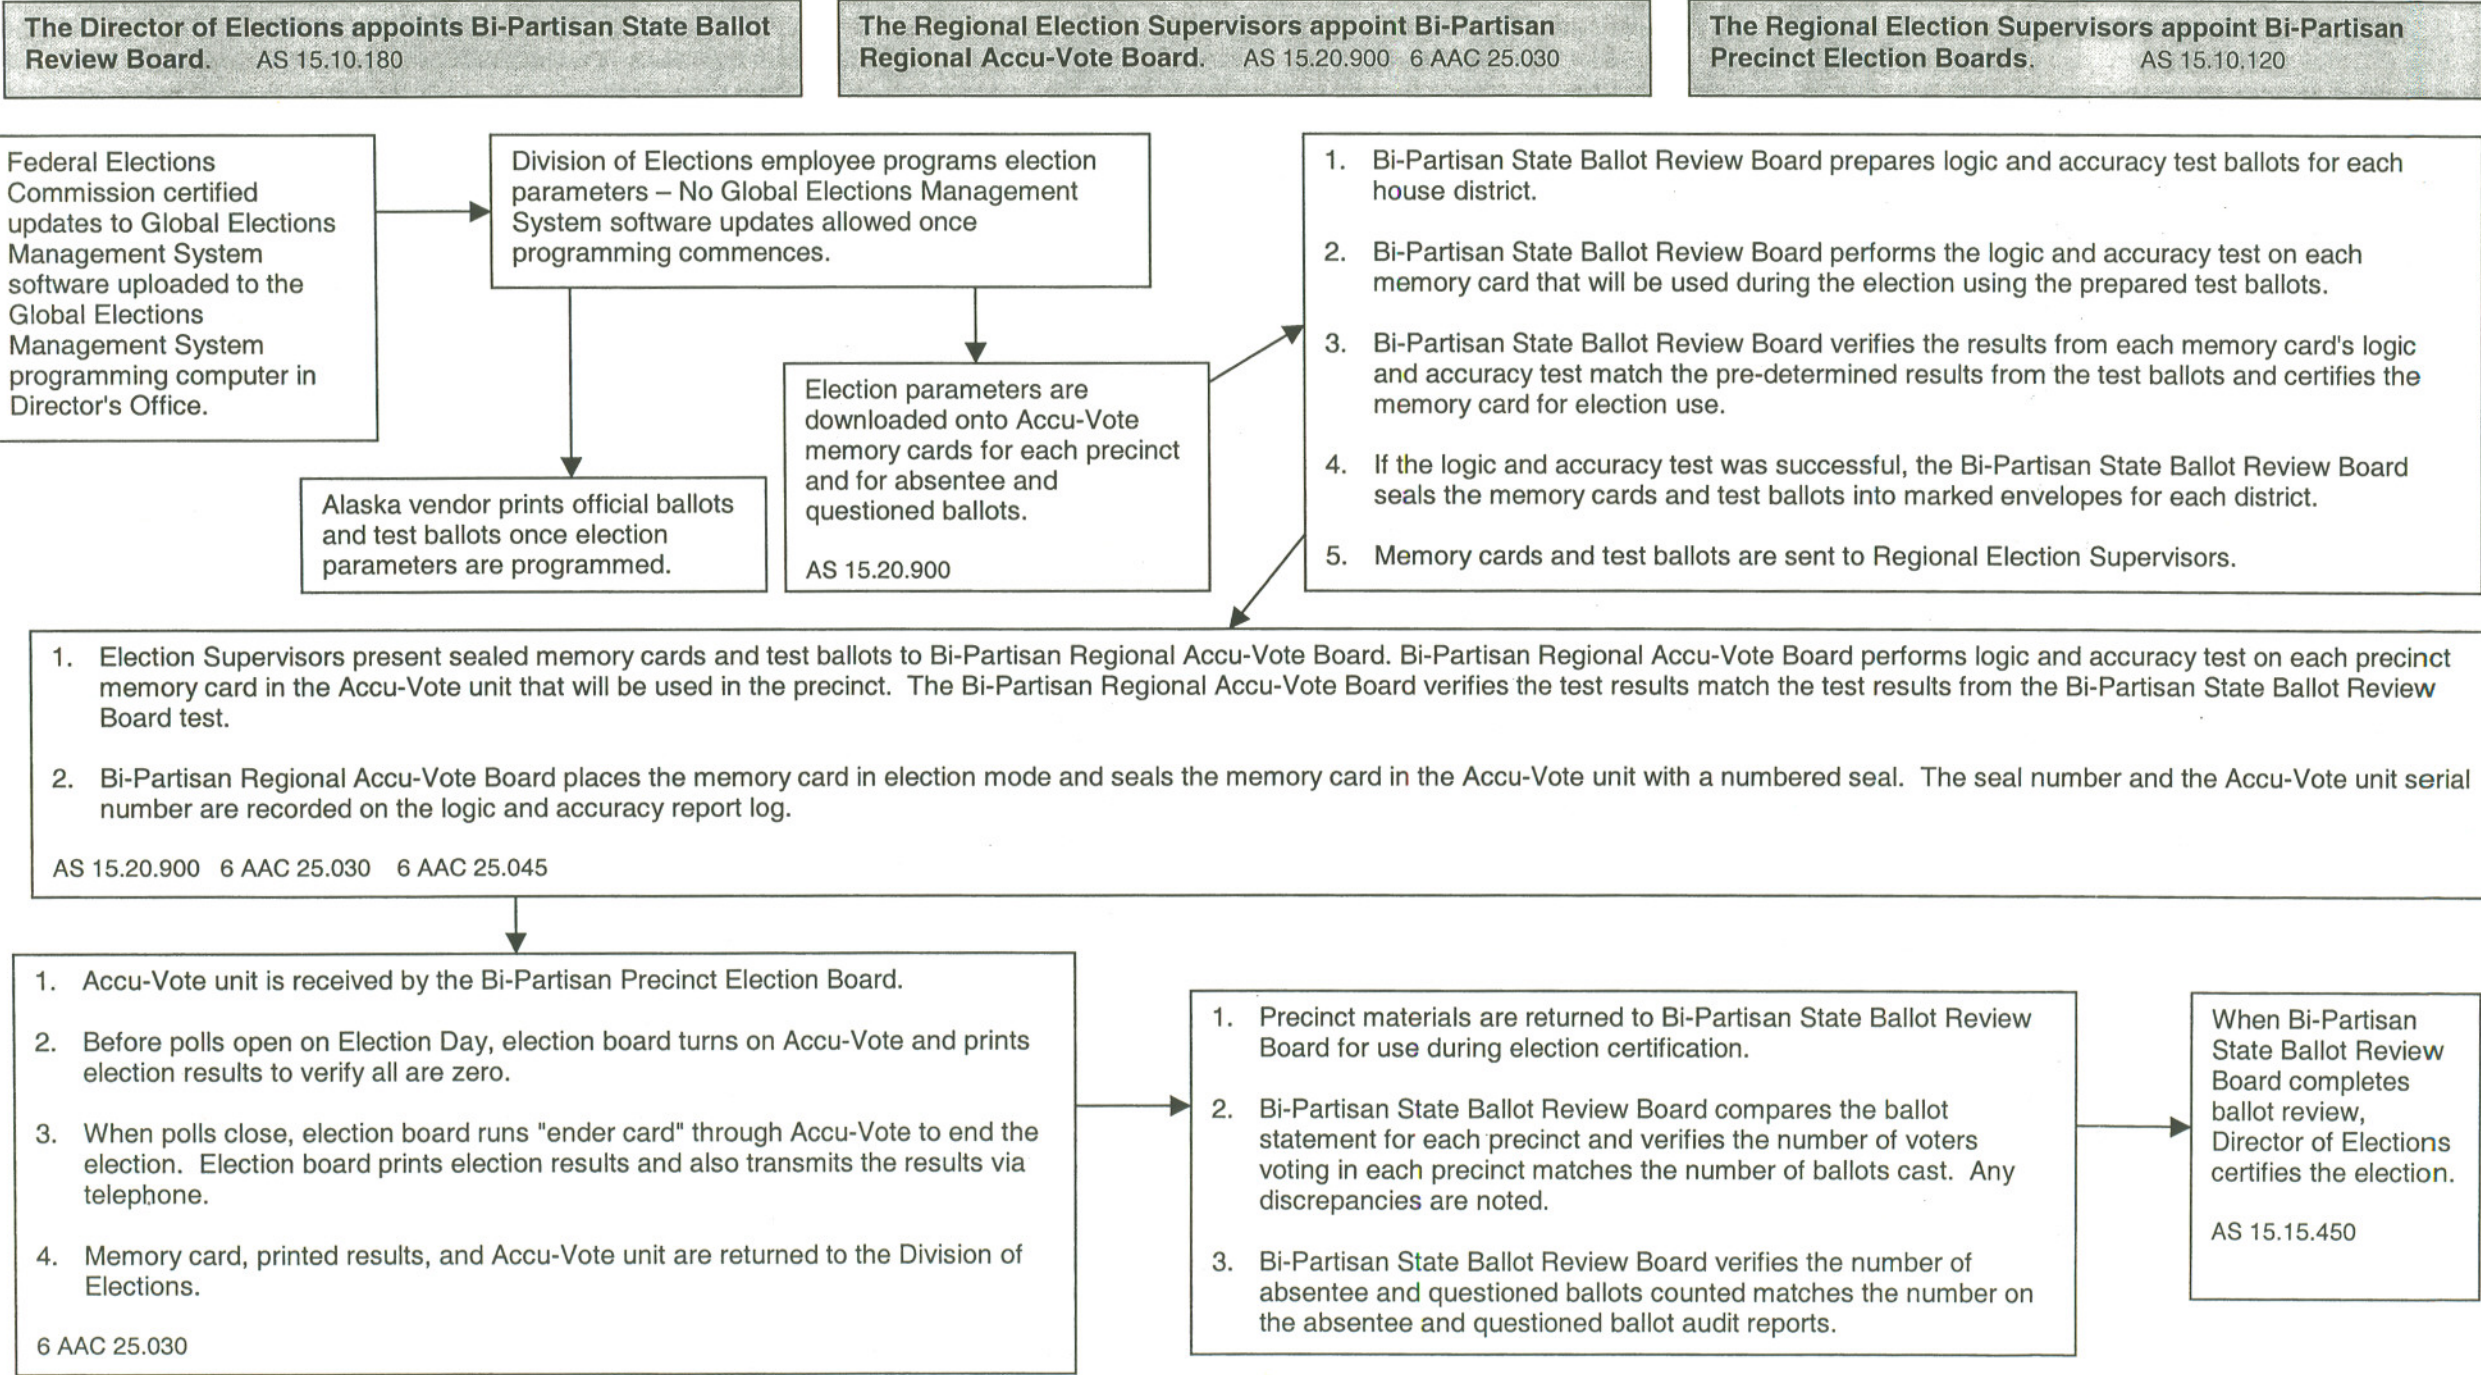 The Director of Elections appoints Bi-Partisan State Ballot
Review Board. AS 15.10.180
The Regional Election Supervisors appoint Bi-Partisan
Regional Accu-Vote Board. AS 15.20.900 6 AAC 25.030
The Regional Election Supervisors appoint Bi-Partisan
Precinct Election Boards. AS 15.10.120
Federal Elections
Commission certified
updates to Global Elections
Management System
software uploaded to the
Global Elections
Management System
programming computer in
Director's Office.
Division of Elections employee programs election
parameters – No Global Elections Management
System software updates allowed once
programming commences.
Alaska vendor prints official ballots
and test ballots once election
parameters are programmed.
Election parameters are
downloaded onto Accu-Vote
memory cards for each precinct
and for absentee and
questioned ballots.
AS 15.20.900
1. Bi-Partisan State Ballot Review Board prepares logic and accuracy test ballots for each
house district.
2. Bi-Partisan State Ballot Review Board performs the logic and accuracy test on each
memory card that will be used during the election using the prepared test ballots.
3. Bi-Partisan State Ballot Review Board verifies the results from each memory card's logic
and accuracy test match the pre-determined results from the test ballots and certifies the
memory card for election use.
4. If the logic and accuracy test was successful, the Bi-Partisan State Ballot Review Board
seals the memory cards and test ballots into marked envelopes for each district.
5. Memory cards and test ballots are sent to Regional Election Supervisors.
1. Election Supervisors present sealed memory cards and test ballots to Bi-Partisan Regional Accu-Vote Board. Bi-Partisan Regional Accu-Vote Board performs logic and accuracy test on each precinct
memory card in the Accu-Vote unit that will be used in the precinct. The Bi-Partisan Regional Accu-Vote Board verifies the test results match the test results from the Bi-Partisan State Ballot Review
Board test.
2. Bi-Partisan Regional Accu-Vote Board places the memory card in election mode and seals the memory card in the Accu-Vote unit with a numbered seal. The seal number and the Accu-Vote unit serial
number are recorded on the logic and accuracy report log.
AS 15.20.900 6 AAC 25.030 6 AAC 25.045
1. Accu-Vote unit is received by the Bi-Partisan Precinct Election Board.
2. Before polls open on Election Day, election board turns on Accu-Vote and prints
election results to verify all are zero.
3. When polls close, election board runs "ender card" through Accu-Vote to end the
election. Election board prints election results and also transmits the results via
telephone.
4. Memory card, printed results, and Accu-Vote unit are returned to the Division of
Elections.
6 AAC 25.030
1. Precinct materials are returned to Bi-Partisan State Ballot Review
Board for use during election certification.
2. Bi-Partisan State Ballot Review Board compares the ballot
statement for each precinct and verifies the number of voters
voting in each precinct matches the number of ballots cast. Any
discrepancies are noted.
3. Bi-Partisan State Ballot Review Board verifies the number of
absentee and questioned ballots counted matches the number on
the absentee and questioned ballot audit reports.
When Bi-Partisan
State Ballot Review
Board completes
ballot review,
Director of Elections
certifies the election.
AS 15.15.450